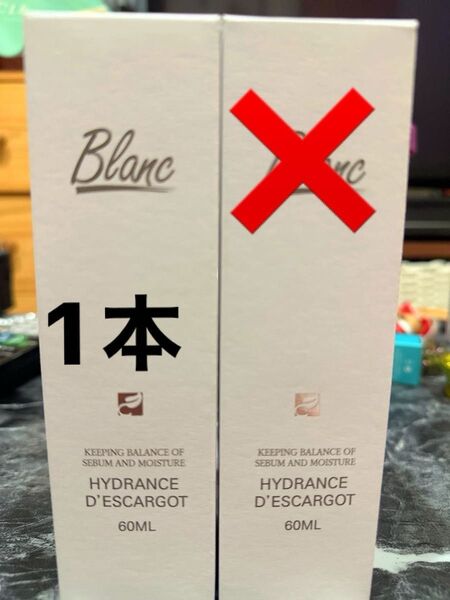 Blanc
1本
KEEPING BALANCE OF
SEBUM AND MOISTURE
HYDRANCE
D'ESCARGOT
60ML
KEEPING BALANCE OF
SEBUM AND MOISTURE
HYDRANCE
D'ESCARGOT
60ML